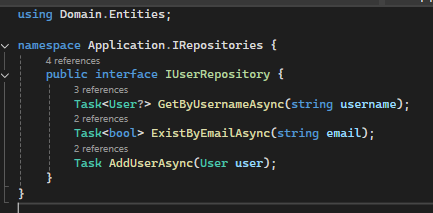 using Domain.Entities;
namespace Application.IRepositories {
4 references
public interface IUserRepository {
3 references
Task<User?> GetByUsernameAsync(string username);
2 references
Task<bool> ExistByEmailAsync(string email);
2 references
Task AddUserAsync(User user);
}
}